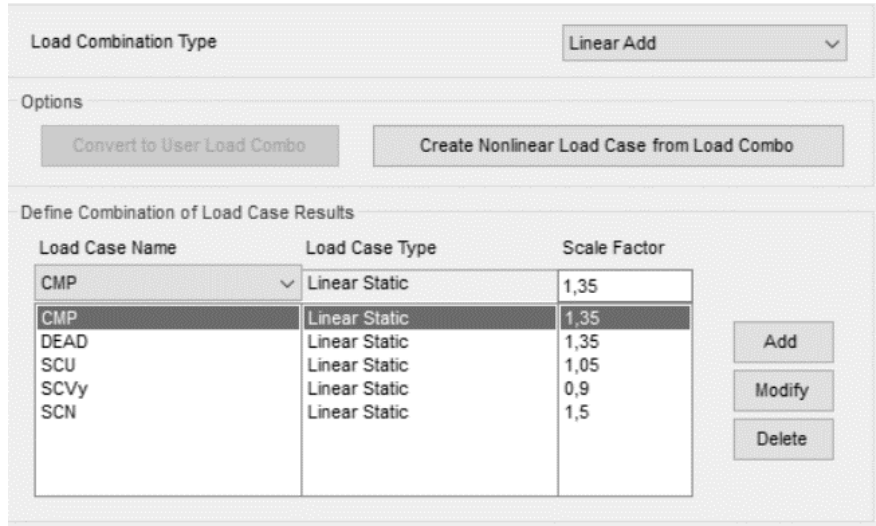 Load Combination Type Linear Add
Options
Convert to User Load Combo Create Nonlinear Load Case from Load Combo
Define Combination of Load Case Results
Load Case Name Load Case Type Scale Factor
CMP Linear Static 1,35
CMP Linear Static 1,35
DEAD Linear Static 1,35
SCU Linear Static 1,05
SCVy Linear Static 0,9
SCN Linear Static 1,5
Add
Modify
Delete